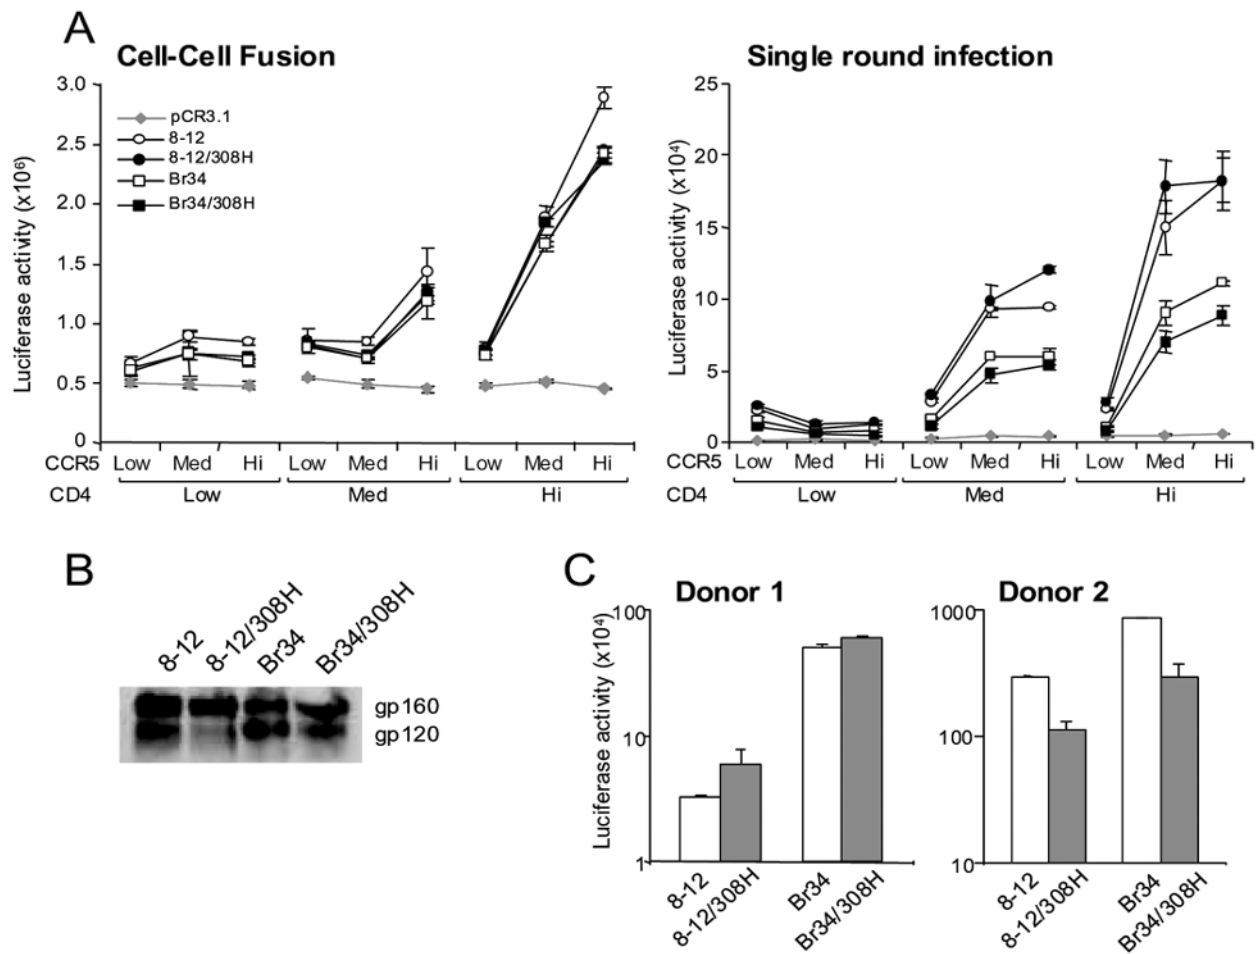 A
Cell-Cell Fusion
Luciferase activity (x10⁶)
3.0
2.5
2.0
1.5
1.0
0.5
0
pCR3.1
8-12
8-12/308H
Br34
Br34/308H
CCR5 Low Med Hi Low Med Hi Low Med Hi
CD4 Low Med Hi
Single round infection
Luciferase activity (x10⁴)
25
20
15
10
5
0
CCR5 Low Med Hi Low Med Hi Low Med Hi
CD4 Low Med Hi
B
8-12
8-12/308H
Br34
Br34/308H
gp160
gp120
C
Donor 1
Luciferase activity (x10⁴)
100
10
1
8-12
8-12/308H
Br34
Br34/308H
Donor 2
1000
100
10
8-12
8-12/308H
Br34
Br34/308H